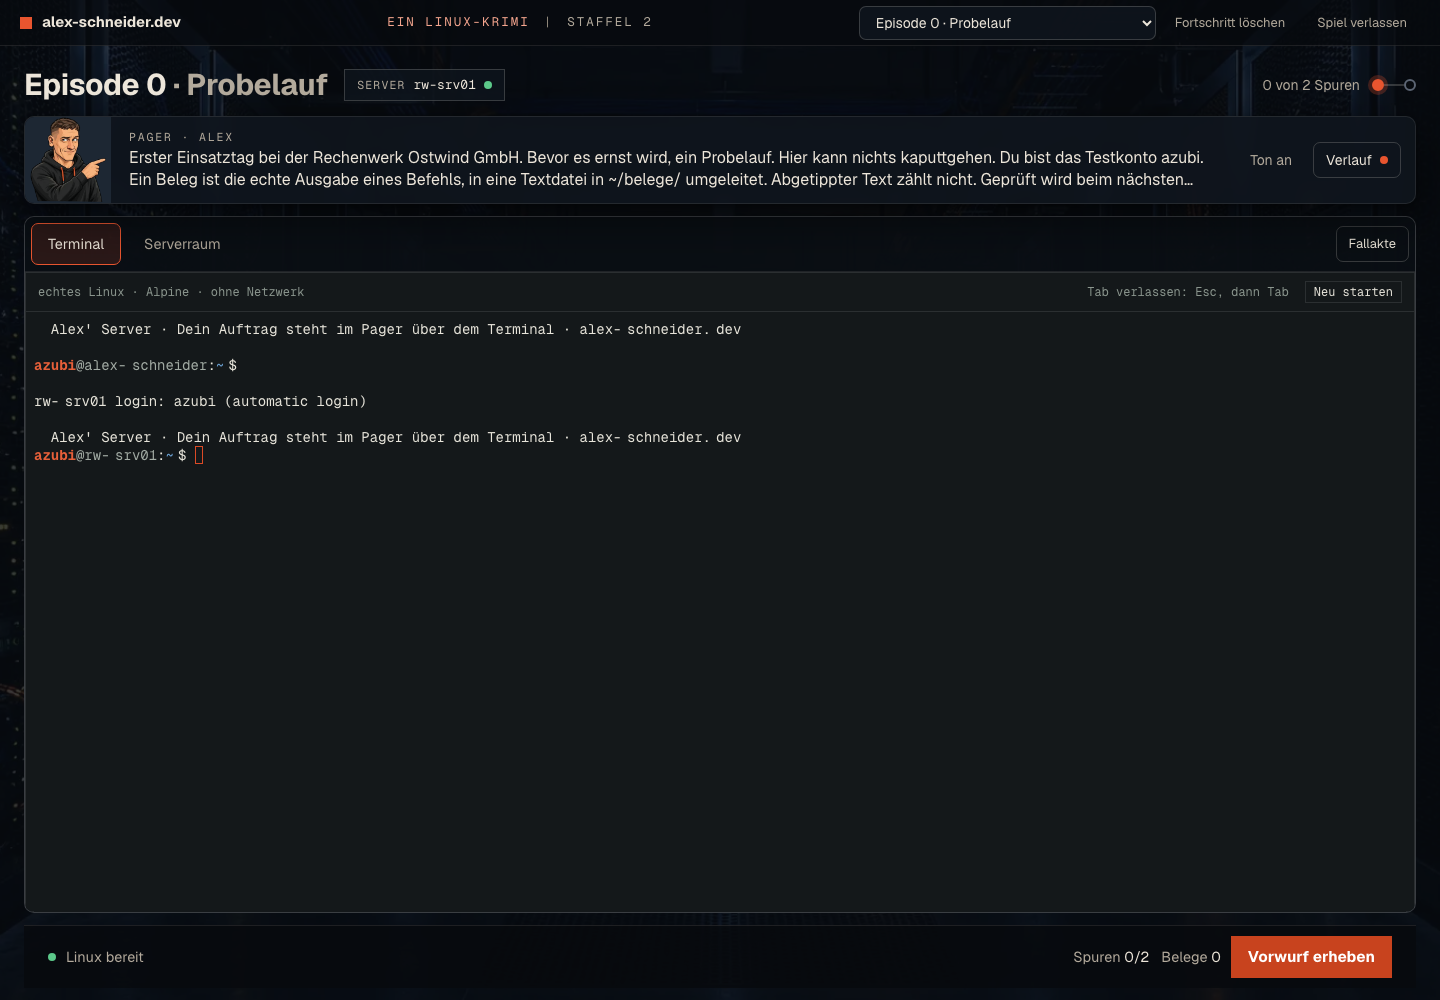 alex-schneider.dev
EIN LINUX-KRIMI | STAFFEL 2
Episode 0 · Probelauf
Fortschritt löschen
Spiel verlassen
Episode 0 · Probelauf
SERVER rw-srv01
0 von 2 Spuren
PAGER · ALEX
Erster Einsatztag bei der Rechenwerk Ostwind GmbH. Bevor es ernst wird, ein Probelauf. Hier kann nichts kaputtgehen. Du bist das Testkonto azubi.
Ein Beleg ist die echte Ausgabe eines Befehls, in eine Textdatei in ~/belege/ umgeleitet. Abgetippter Text zählt nicht. Geprüft wird beim nächsten…
Ton an
Verlauf
Terminal
Serverraum
Fallakte
echtes Linux · Alpine · ohne Netzwerk
Tab verlassen: Esc, dann Tab
Neu starten
Alex' Server · Dein Auftrag steht im Pager über dem Terminal · alex-schneider.dev
azubi@alex-schneider:~$
rw-srv01 login: azubi (automatic login)
Alex' Server · Dein Auftrag steht im Pager über dem Terminal · alex-schneider.dev
azubi@rw-srv01:~$
Linux bereit
Spuren 0/2
Belege 0
Vorwurf erheben